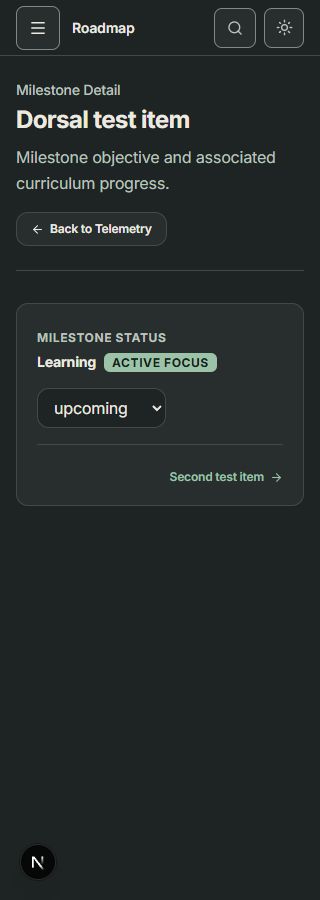 Roadmap
Milestone Detail
Dorsal test item
Milestone objective and associated
curriculum progress.
← Back to Telemetry
MILESTONE STATUS
Learning ACTIVE FOCUS
upcoming
Second test item →
N